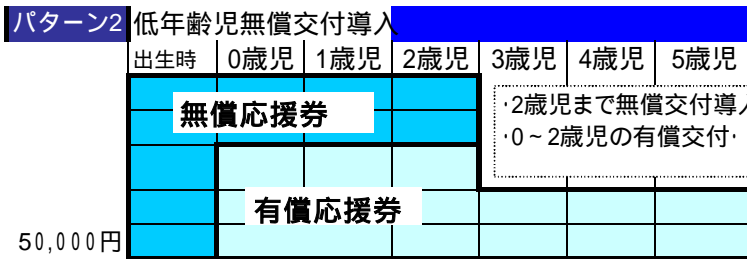 パターン2 低年齢児無償交付導入
出生時 0歳児 1歳児 2歳児 3歳児 4歳児 5歳児
無償応援券
・2歳児まで無償交付導入
・0～2歳児の有償交付・
有償応援券
50,000円